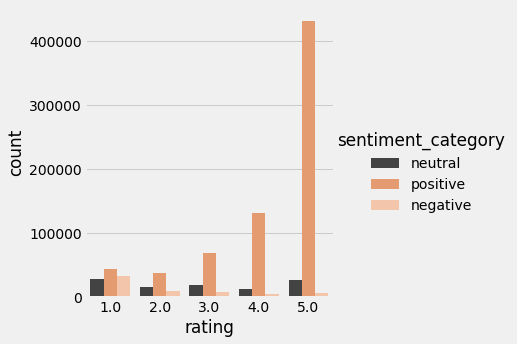 400000
300000
200000
100000
0
count
1.0 2.0 3.0 4.0 5.0
rating
sentiment_category
neutral
positive
negative